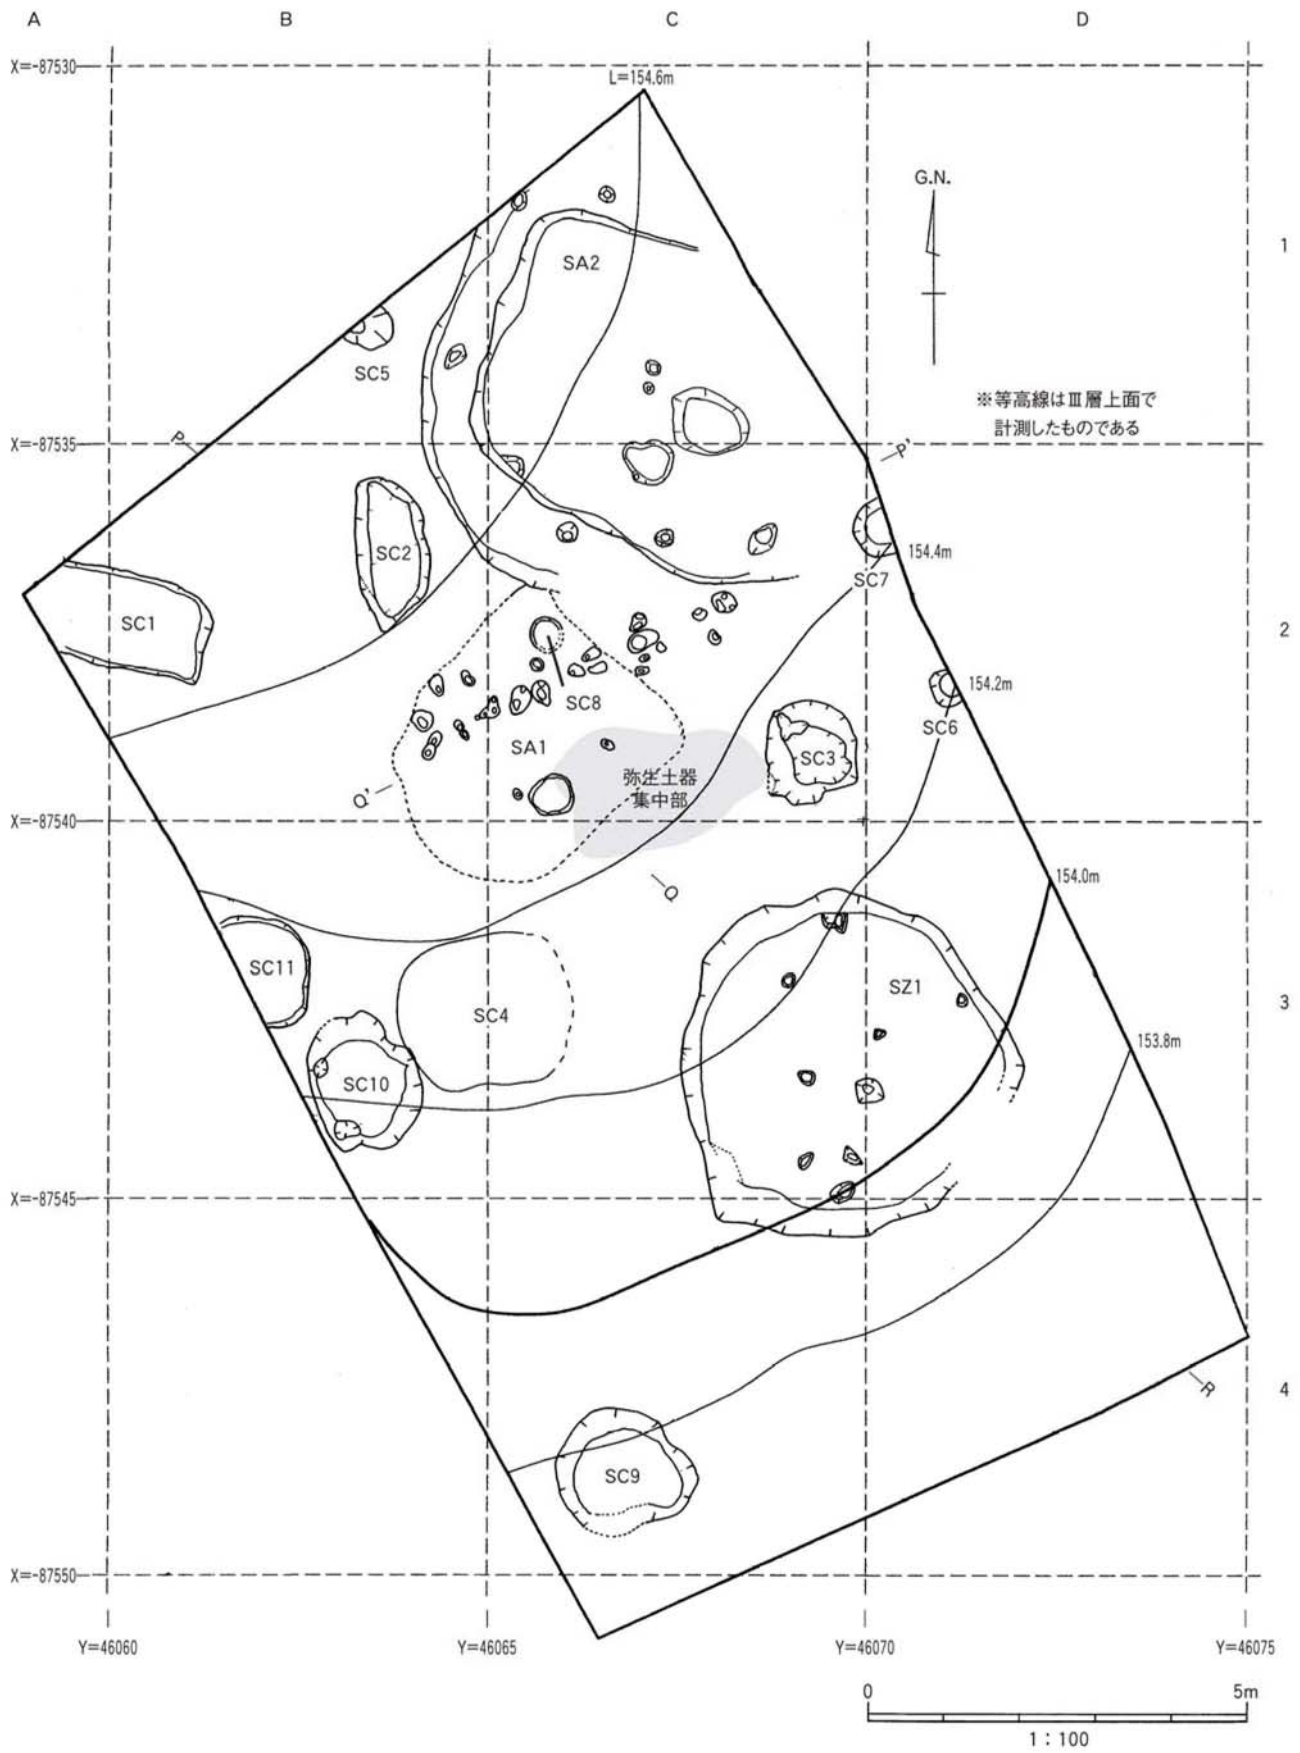 A
B
C
D
X=-87530
L=154.6m
G.N.
1
SA2
SC5
※等高線はⅢ層上面で
計測したものである
P
X=-87535
P'
SC2
154.4m
SC7
SC1
2
154.2m
SC8
SC6
SA1
SC3
弥生土器
集中部
Q'
X=-87540
154.0m
Q
SC11
SZ1
SC4
3
153.8m
SC10
X=-87545
R
4
SC9
X=-87550
Y=46060
Y=46065
Y=46070
Y=46075
0
5m
1:100